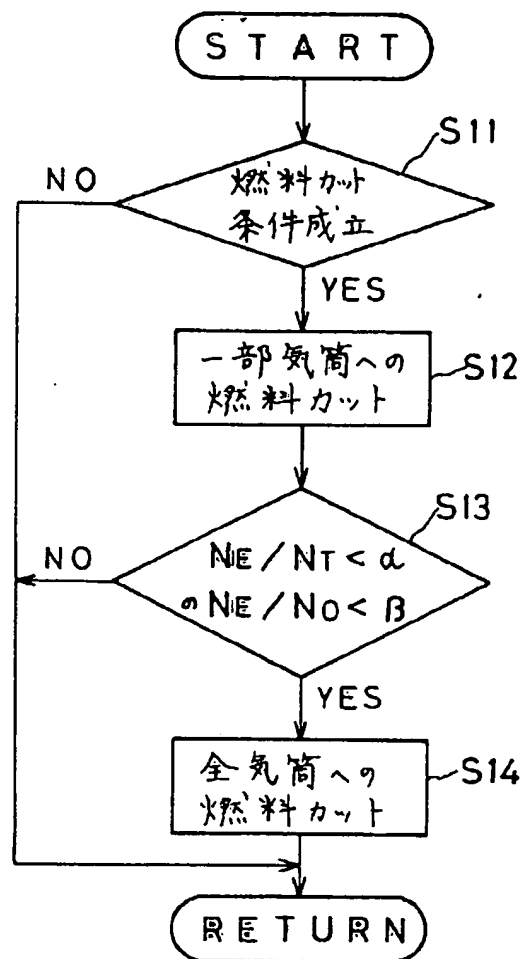 START
S11
燃料カット
条件成立
NO
YES
一部気筒への
燃料カット
S12
S13
NE/NT<α
NE/NO<β
NO
YES
全気筒への
燃料カット
S14
RETURN